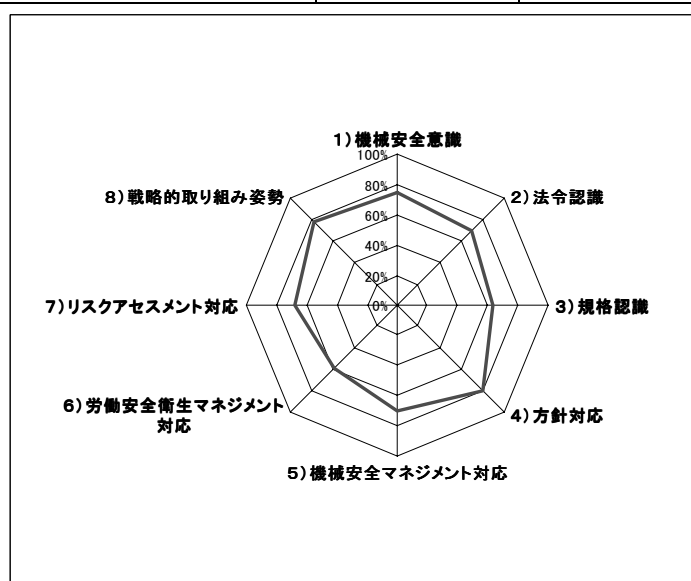 1)機械安全意識
100%
80%
60%
40%
20%
0%
2)法令認識
3)規格認識
4)方針対応
5)機械安全マネジメント対応
6)労働安全衛生マネジメント
対応
7)リスクアセスメント対応
8)戦略的取り組み姿勢